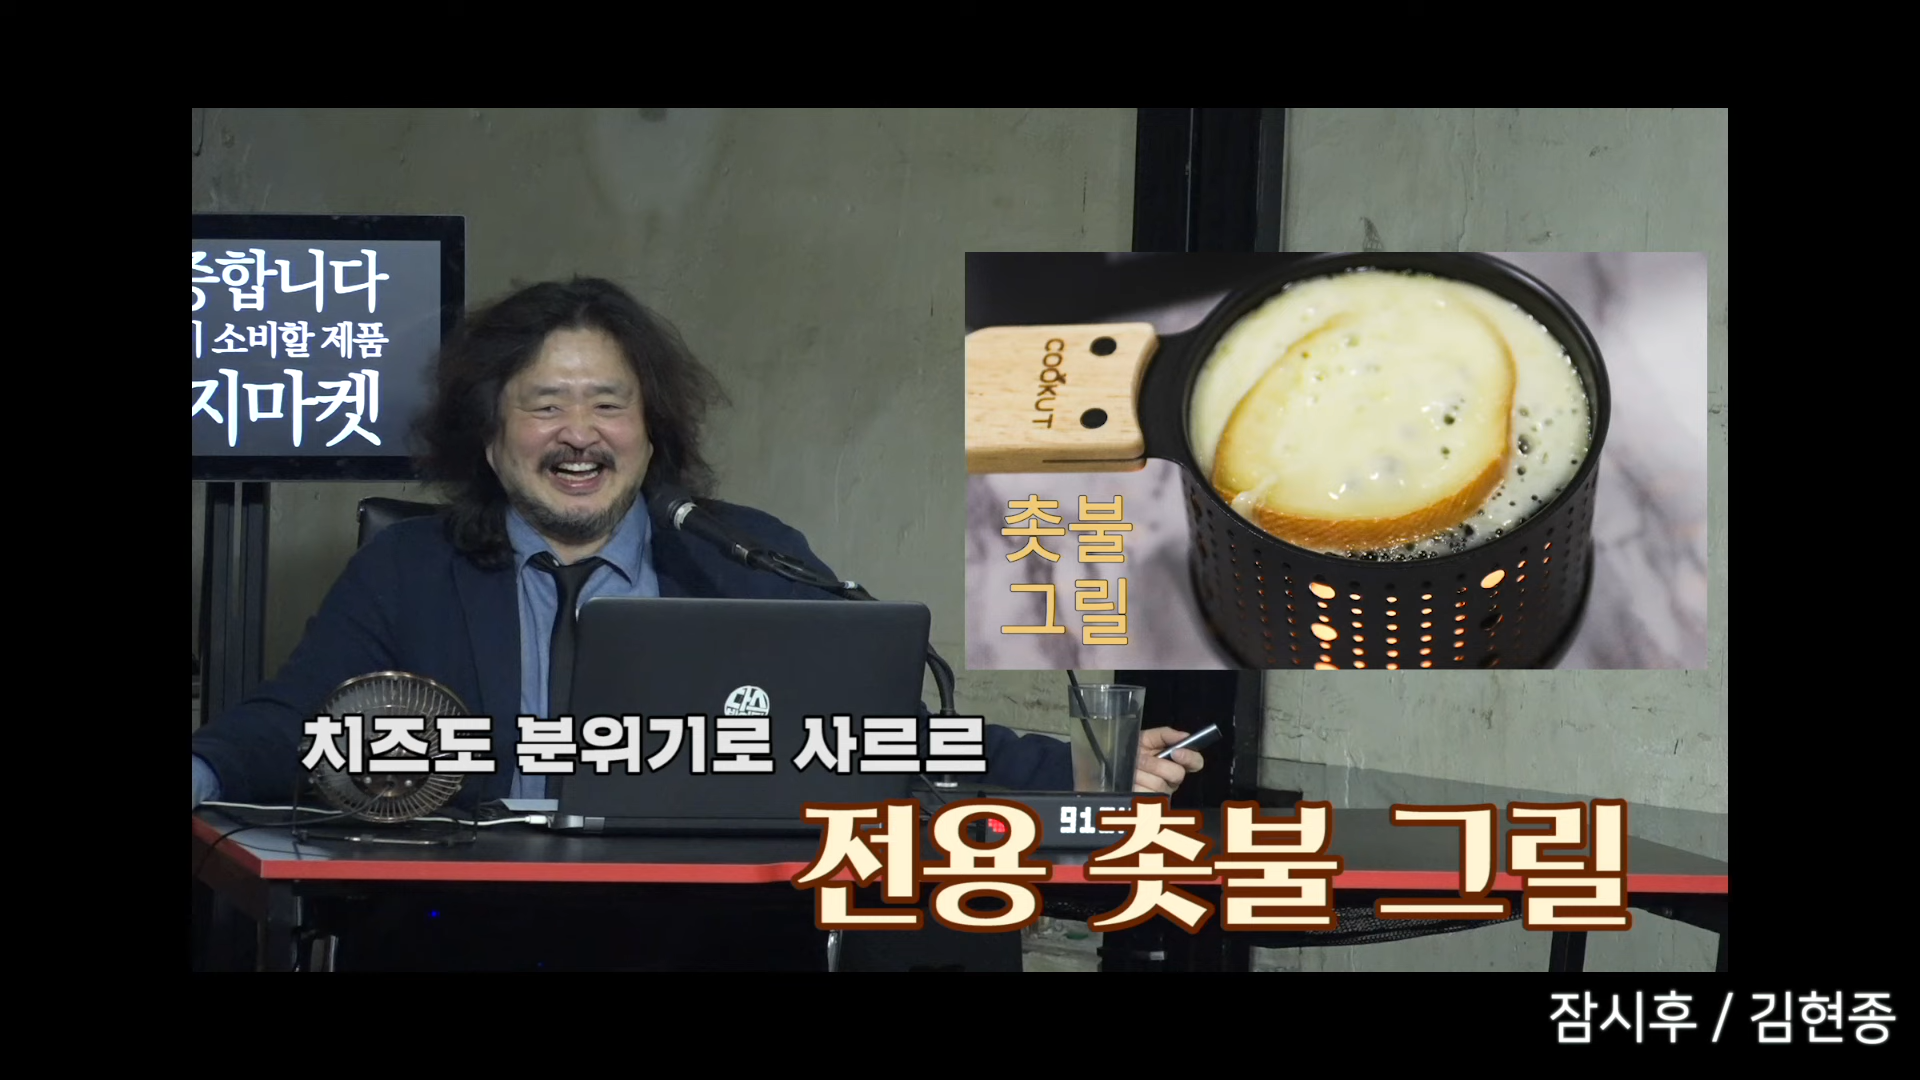 합니다
소비할 제품
지마켓
COOKUT
촛불
그릴
치즈도 분위기로 사르르
전용 촛불 그릴
잠시후 / 김현종